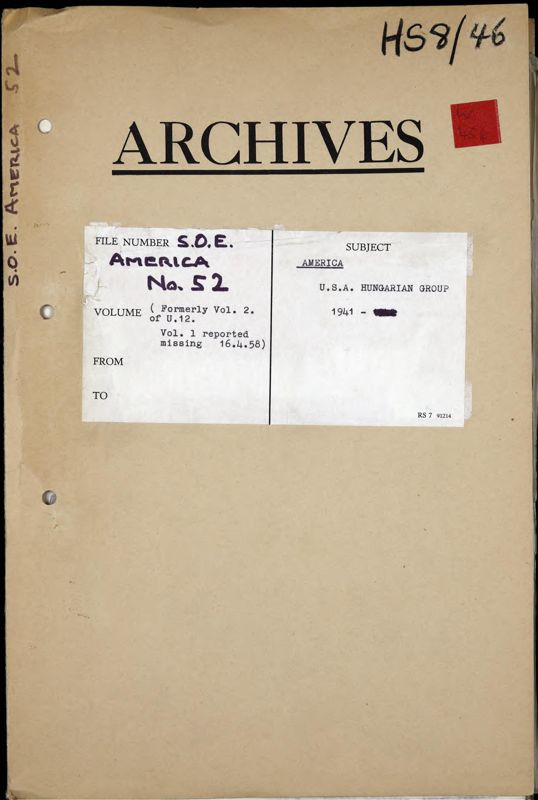 HS8/46
S.O.E. AMERICA 52
ARCHIVES
FILE NUMBER S.O.E.
AMERICA
No. 52
VOLUME ( Formerly Vol. 2.
of U.12.
Vol. 1 reported
missing 16.4.58)
FROM
TO
SUBJECT
AMERICA
U.S.A. HUNGARIAN GROUP
1941 -
RS 7 91214